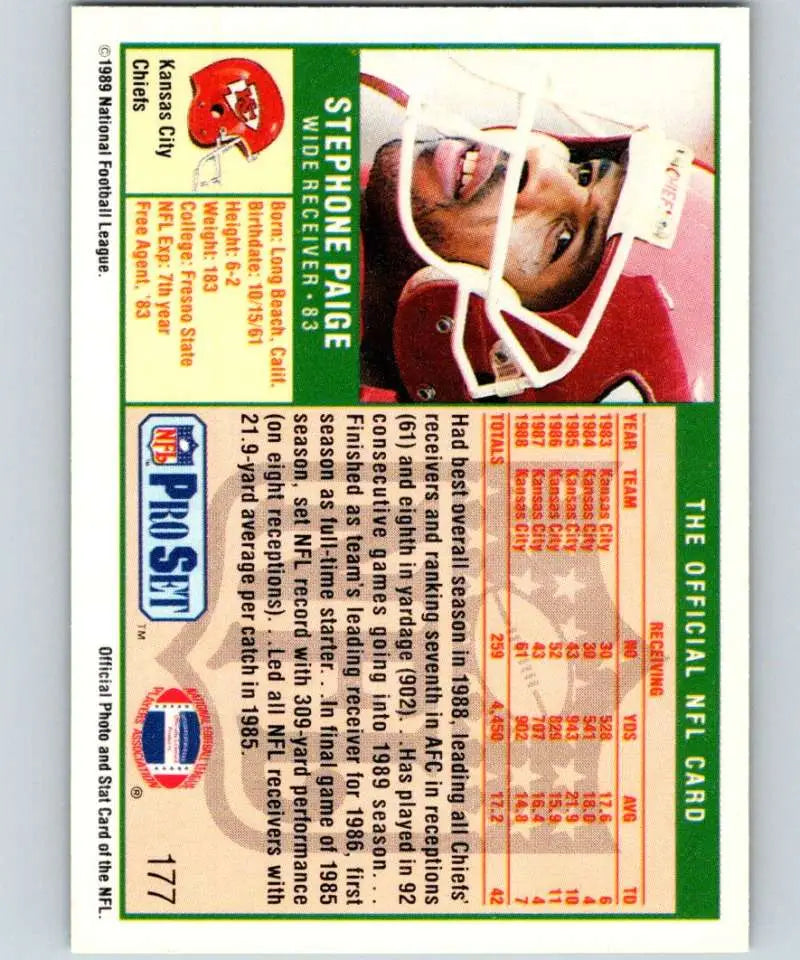 THE OFFICIAL NFL CARD
CHIEFS
STEPHONE PAIGE
WIDE RECEIVER • 83
Kansas City
Chiefs
Born: Long Beach, Calif.
Birthdate: 10/15/61
Height: 6-2
Weight: 183
College: Fresno State
NFL Exp: 7th year
Free Agent, '83
RECEIVING
YEAR TEAM NO YDS AVG TD
1983 Kansas City 30 528 17.6 6
1984 Kansas City 30 541 18.0 4
1985 Kansas City 43 943 21.9 10
1986 Kansas City 52 829 15.9 11
1987 Kansas City 43 707 16.4 4
1988 Kansas City 61 902 14.8 7
TOTALS 259 4,450 17.2 42
Had best overall season in 1988, leading all Chiefs'
receivers and ranking seventh in AFC in receptions
(61) and eighth in yardage (902). . .Has played in 92
consecutive games going into 1989 season. . .
Finished as team's leading receiver for 1986, first
season as full-time starter. . .In final game of 1985
season, set NFL record with 309-yard performance
(on eight receptions). . .Led all NFL receivers with
21.9-yard average per catch in 1985.
NFL
PRO SET
TM
NATIONAL FOOTBALL LEAGUE
PLAYERS ASSOCIATION
®
177
©1989 National Football League.
Official Photo and Stat Card of the NFL.